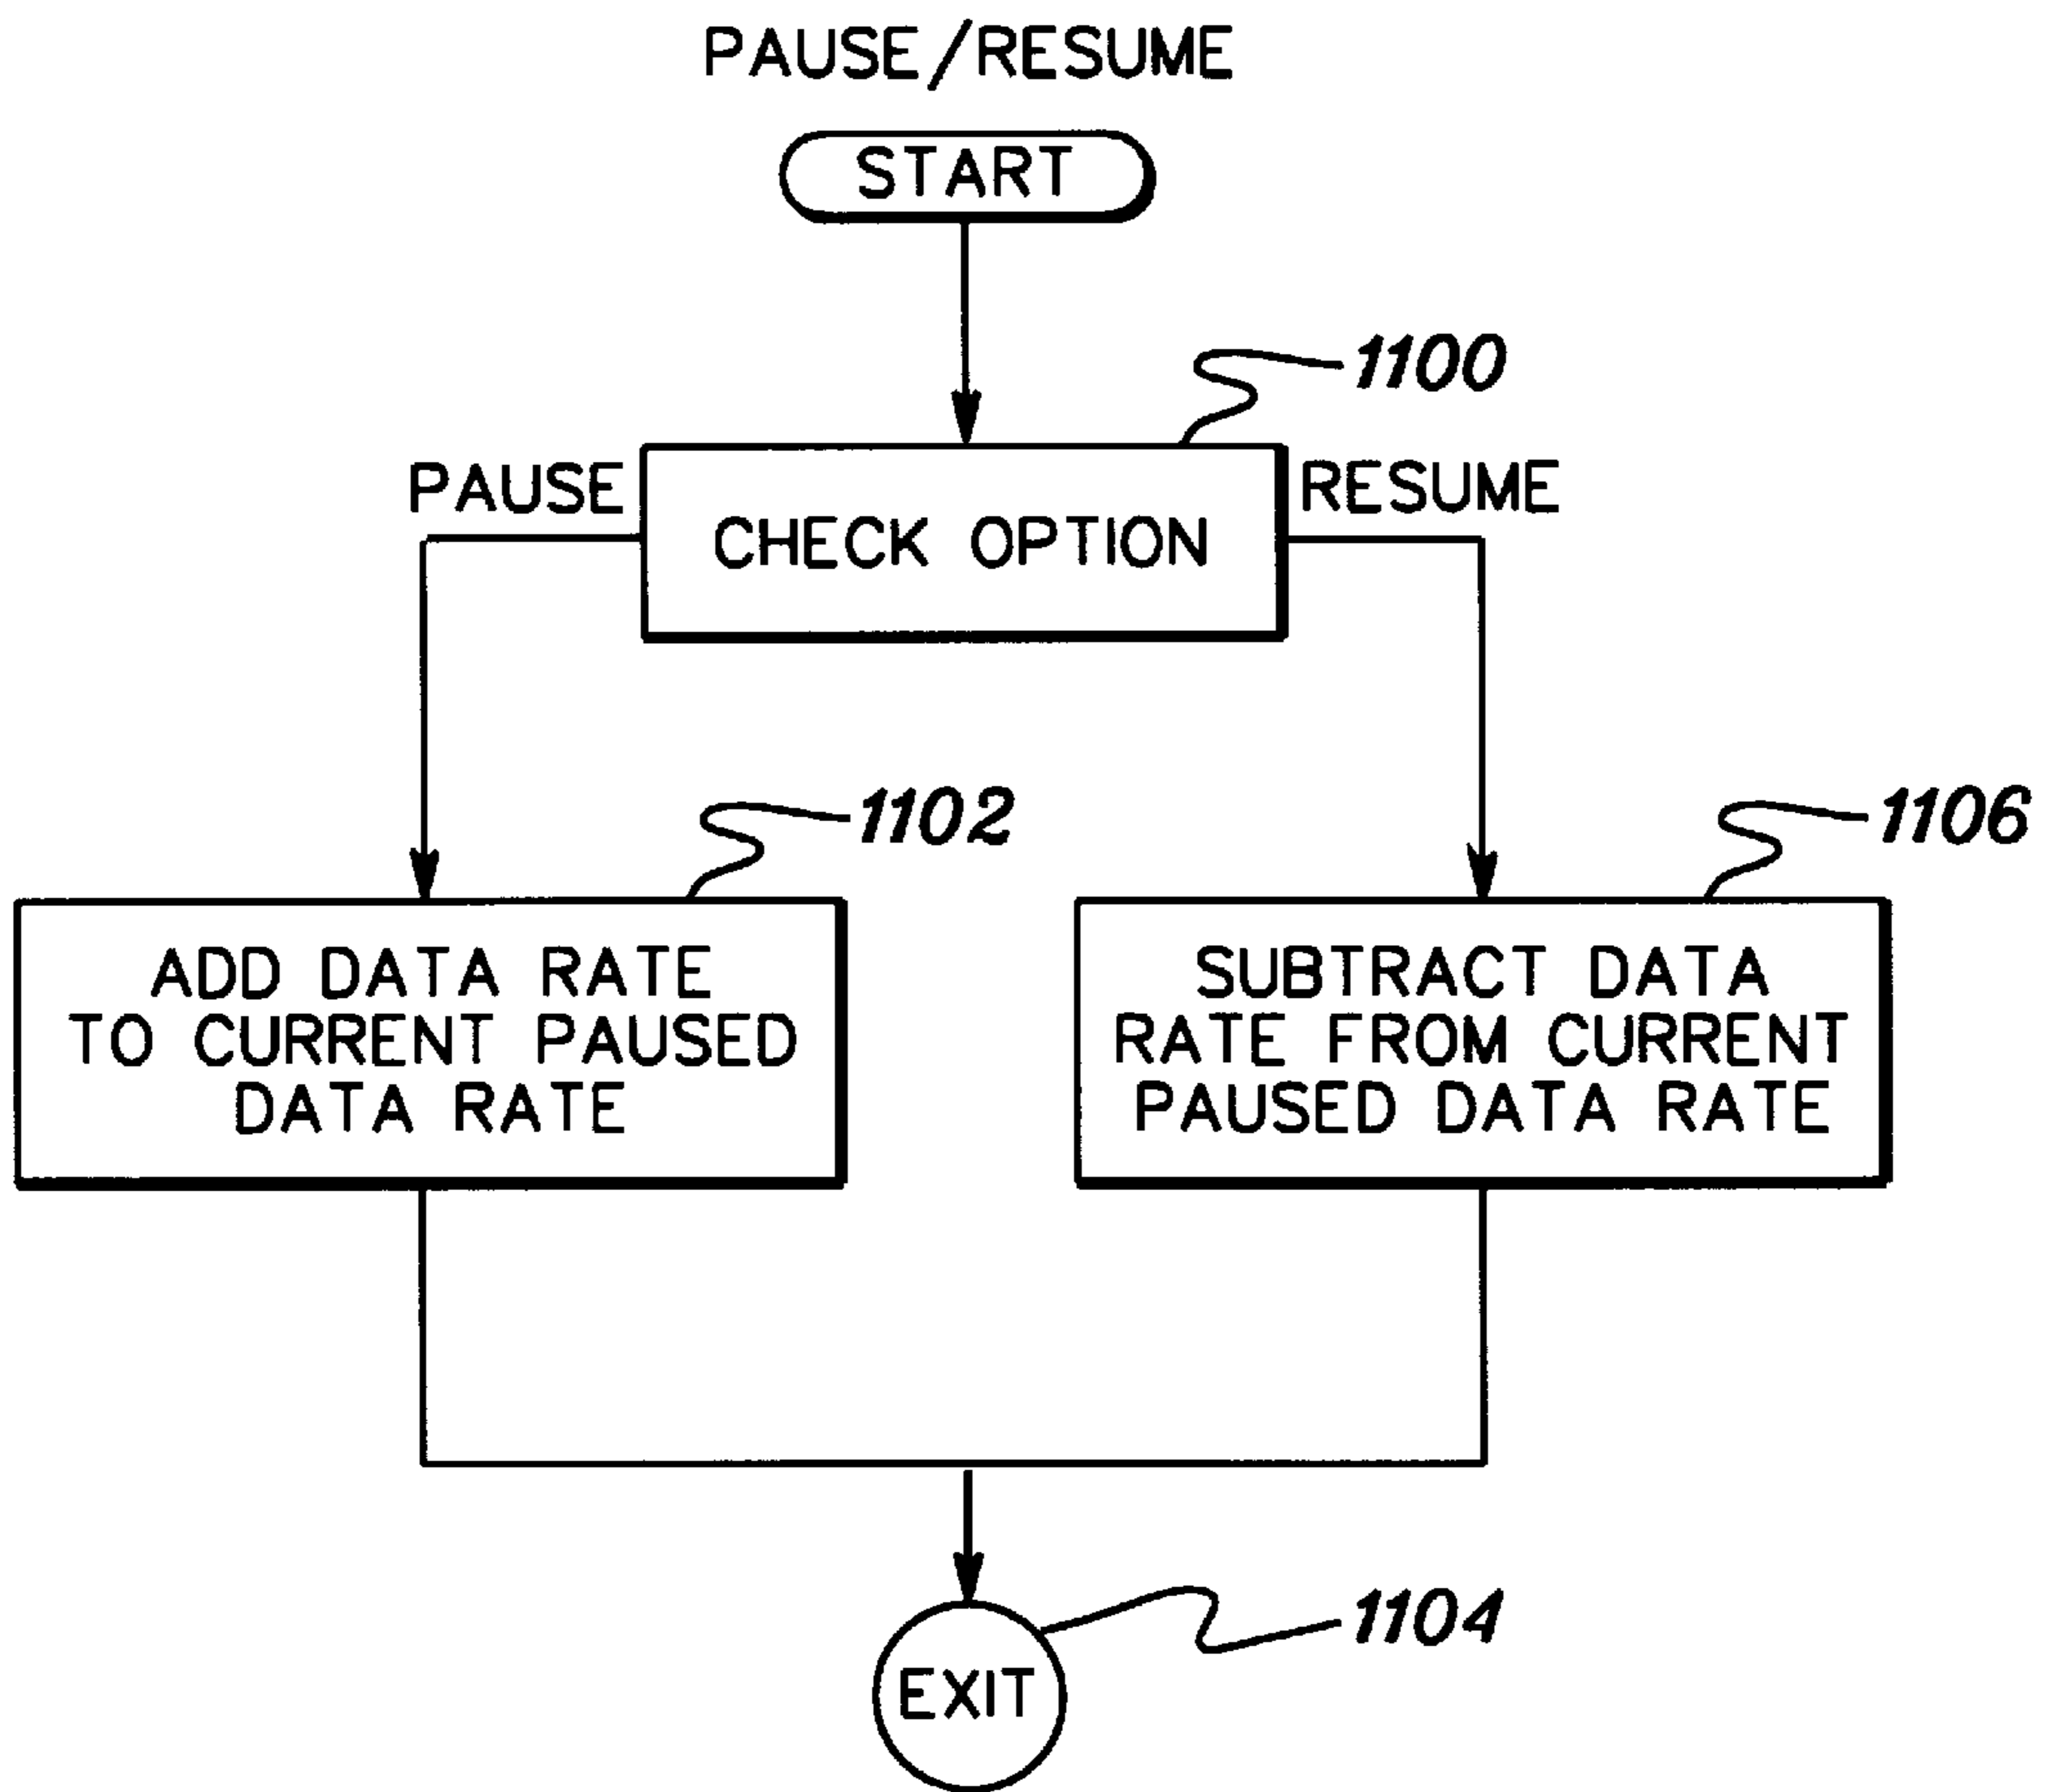 PAUSE/RESUME
START
1100
PAUSE
RESUME
CHECK OPTION
1102
1106
ADD DATA RATE
TO CURRENT PAUSED
DATA RATE
SUBTRACT DATA
RATE FROM CURRENT
PAUSED DATA RATE
1104
EXIT